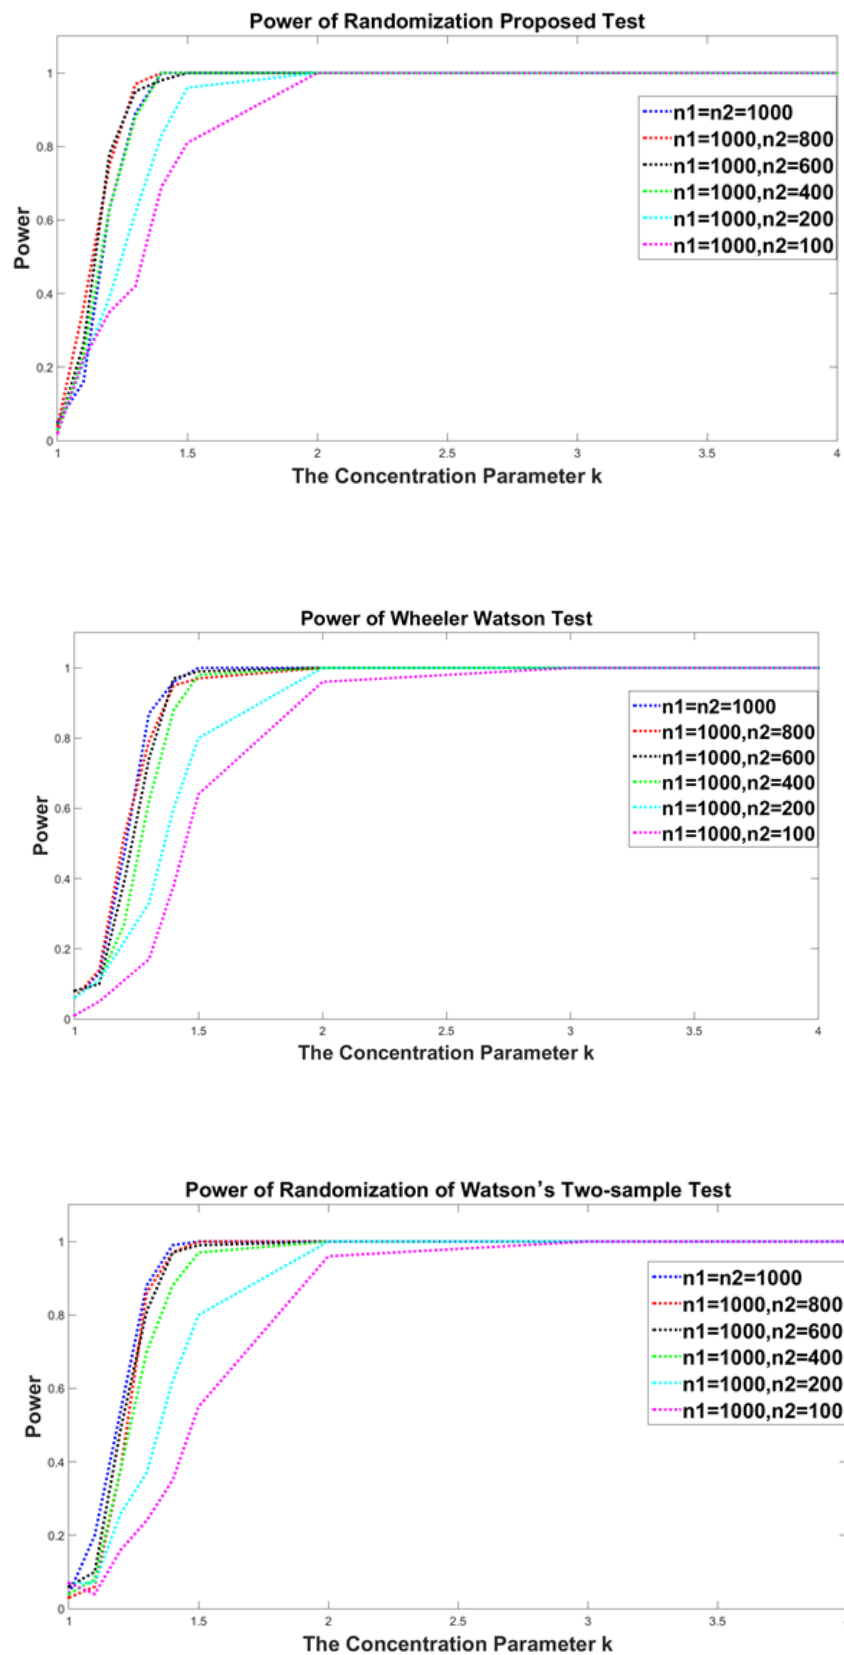 Power of Randomization Proposed Test
1
0.8
0.6
0.4
0.2
0
Power
n1=n2=1000
n1=1000,n2=800
n1=1000,n2=600
n1=1000,n2=400
n1=1000,n2=200
n1=1000,n2=100
1 1.5 2 2.5 3 3.5 4
The Concentration Parameter k
Power of Wheeler Watson Test
1
0.8
0.6
0.4
0.2
0
Power
n1=n2=1000
n1=1000,n2=800
n1=1000,n2=600
n1=1000,n2=400
n1=1000,n2=200
n1=1000,n2=100
1 1.5 2 2.5 3 3.5 4
The Concentration Parameter k
Power of Randomization of Watson's Two-sample Test
1
0.8
0.6
0.4
0.2
0
Power
n1=n2=1000
n1=1000,n2=800
n1=1000,n2=600
n1=1000,n2=400
n1=1000,n2=200
n1=1000,n2=100
1 1.5 2 2.5 3 3.5
The Concentration Parameter k